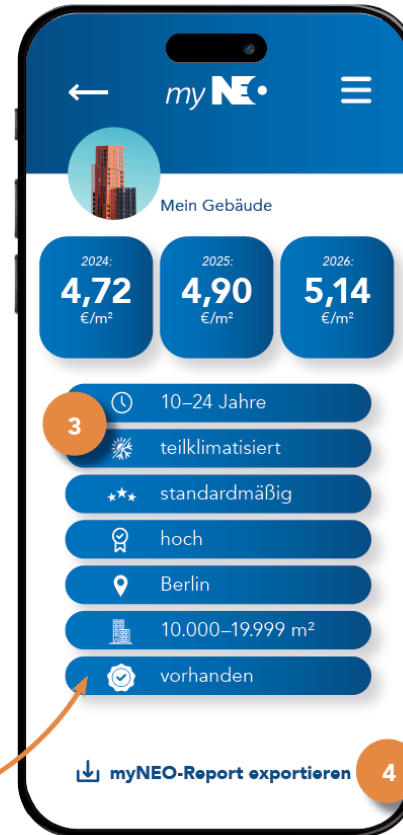 my NEO
Mein Gebäude
2024: 2025: 2026:
4,72 4,90 5,14
€/m² €/m² €/m²
10–24 Jahre
3
teilklimatisiert
standardmäßig
hoch
Berlin
10.000–19.999 m²
vorhanden
myNEO-Report exportieren 4